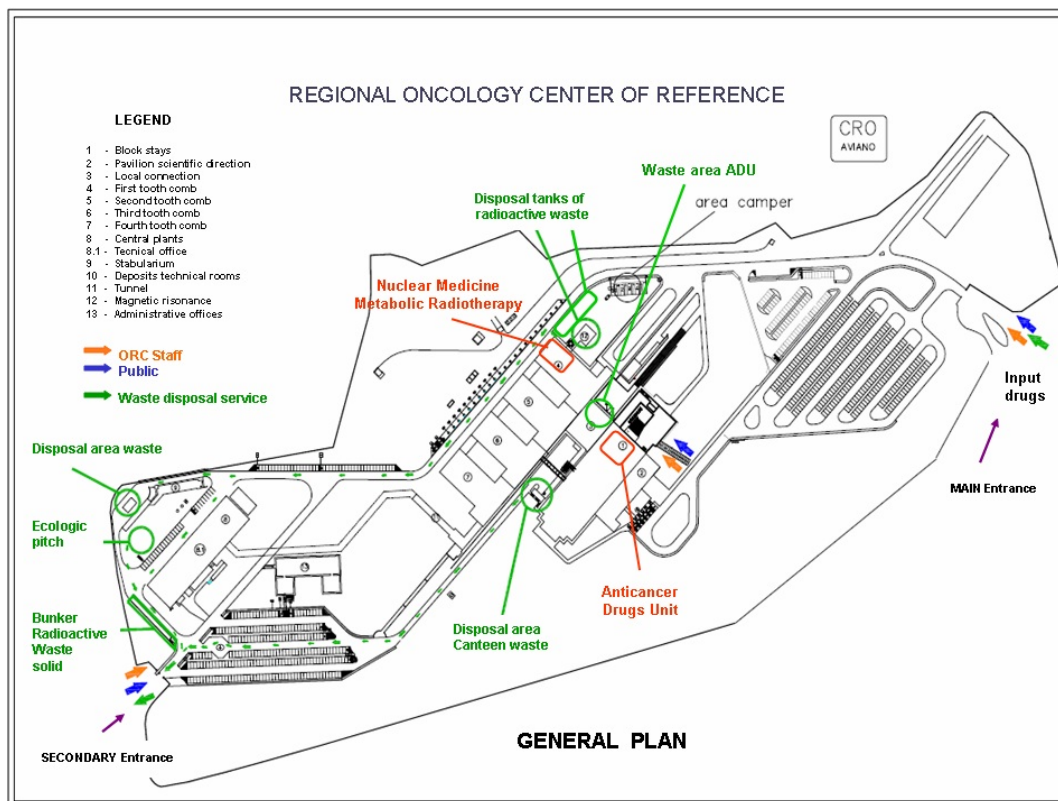 REGIONAL ONCOLOGY CENTER OF REFERENCE
CRO
AVIANO
LEGEND
1 - Block stays
2 - Pavilion scientific direction
3 - Local connection
4 - First tooth comb
5 - Second tooth comb
6 - Third tooth comb
7 - Fourth tooth comb
8 - Central plants
8.1 - Tecnical office
9 - Stabularium
10 - Deposits technical rooms
11 - Tunnel
12 - Magnetic risonance
13 - Administrative offices
ORC Staff
Public
Waste disposal service
Waste area ADU
Disposal tanks of
radioactive waste
area camper
Nuclear Medicine
Metabolic Radiotherapy
Input
drugs
MAIN Entrance
Disposal area waste
Ecologic
pitch
Bunker
Radioactive
Waste
solid
Anticancer
Drugs Unit
Disposal area
Canteen waste
SECONDARY Entrance
GENERAL PLAN